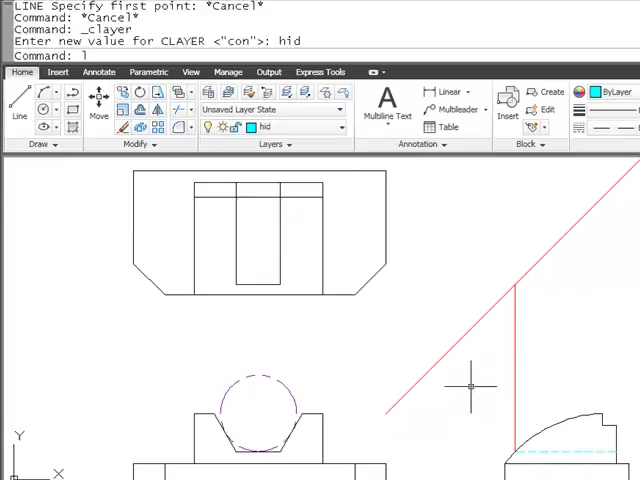 LINE Specify first point: *Cancel*
Command: *Cancel*
Command: _clayer
Enter new value for CLAYER <"con">: hid
Command: l
Home Insert Annotate Parametric View Manage Output Express Tools
Line
Move
Unsaved Layer State
hid
A
Multiline Text
Linear
Multileader
Table
Insert
Create
Edit
ByLayer
Draw Modify Layers Annotation Block
Y
X